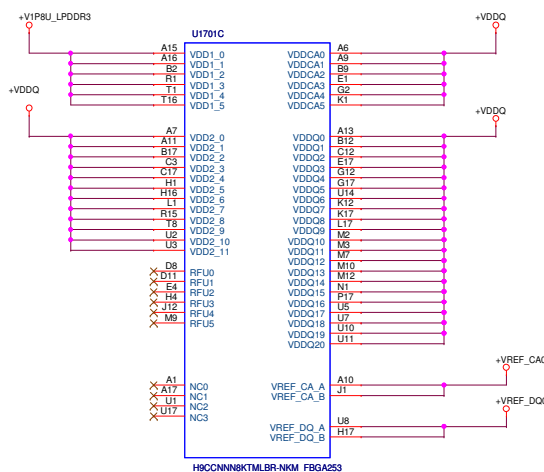 +V1P8U_LPDDR3
U1701C
+VDDQ
A15 VDD1_0 VDDCA0 A6
A16 VDD1_1 VDDCA1 A9
B2 VDD1_2 VDDCA2 B9
R1 VDD1_3 VDDCA3 E1
T1 VDD1_4 VDDCA4 G2
T16 VDD1_5 VDDCA5 K1
+VDDQ
+VDDQ
A7 VDD2_0 VDDQ0 A13
A11 VDD2_1 VDDQ1 B12
B17 VDD2_2 VDDQ2 C12
C3 VDD2_3 VDDQ3 E17
C17 VDD2_4 VDDQ4 G12
H1 VDD2_5 VDDQ5 G17
H16 VDD2_6 VDDQ6 U14
L1 VDD2_7 VDDQ7 K12
R15 VDD2_8 VDDQ8 K17
T8 VDD2_9 VDDQ9 L17
U2 VDD2_10 VDDQ10 M2
U3 VDD2_11 VDDQ11 M3
VDDQ12 M7
D8 RFU0 VDDQ13 M10
D11 RFU1 VDDQ14 M12
E4 RFU2 VDDQ15 N1
H4 RFU3 VDDQ16 P17
J12 RFU4 VDDQ17 U5
M9 RFU5 VDDQ18 U7
VDDQ19 U10
VDDQ20 U11
+VREF_CA0
A1 NC0 VREF_CA_A A10
A17 NC1 VREF_CA_B J1
U1 NC2
U17 NC3
+VREF_DQ0
VREF_DQ_A U8
VREF_DQ_B H17
H9CCNNN8KTMLBR-NKM_FBGA253